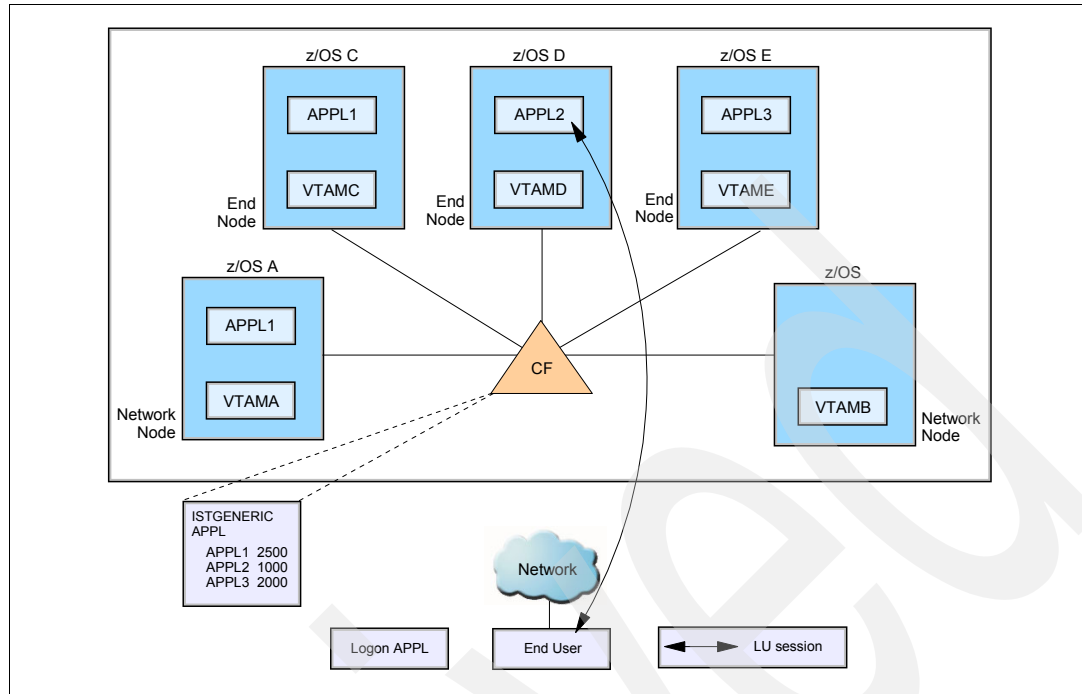 z/OS C
z/OS D
z/OS E
APPL1
APPL2
APPL3
VTAMC
VTAMD
VTAME
End
Node
End
Node
End
Node
z/OS A
z/OS
APPL1
CF
VTAMA
VTAMB
Network
Node
Network
Node
ISTGENERIC
APPL
APPL1 2500
APPL2 1000
APPL3 2000
Network
Logon APPL
End User
LU session